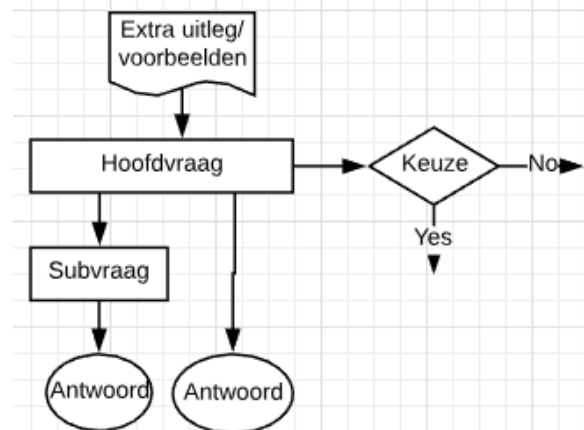 Extra uitleg/
voorbeelden
Hoofdvraag
Keuze
No
Yes
Subvraag
Antwoord
Antwoord